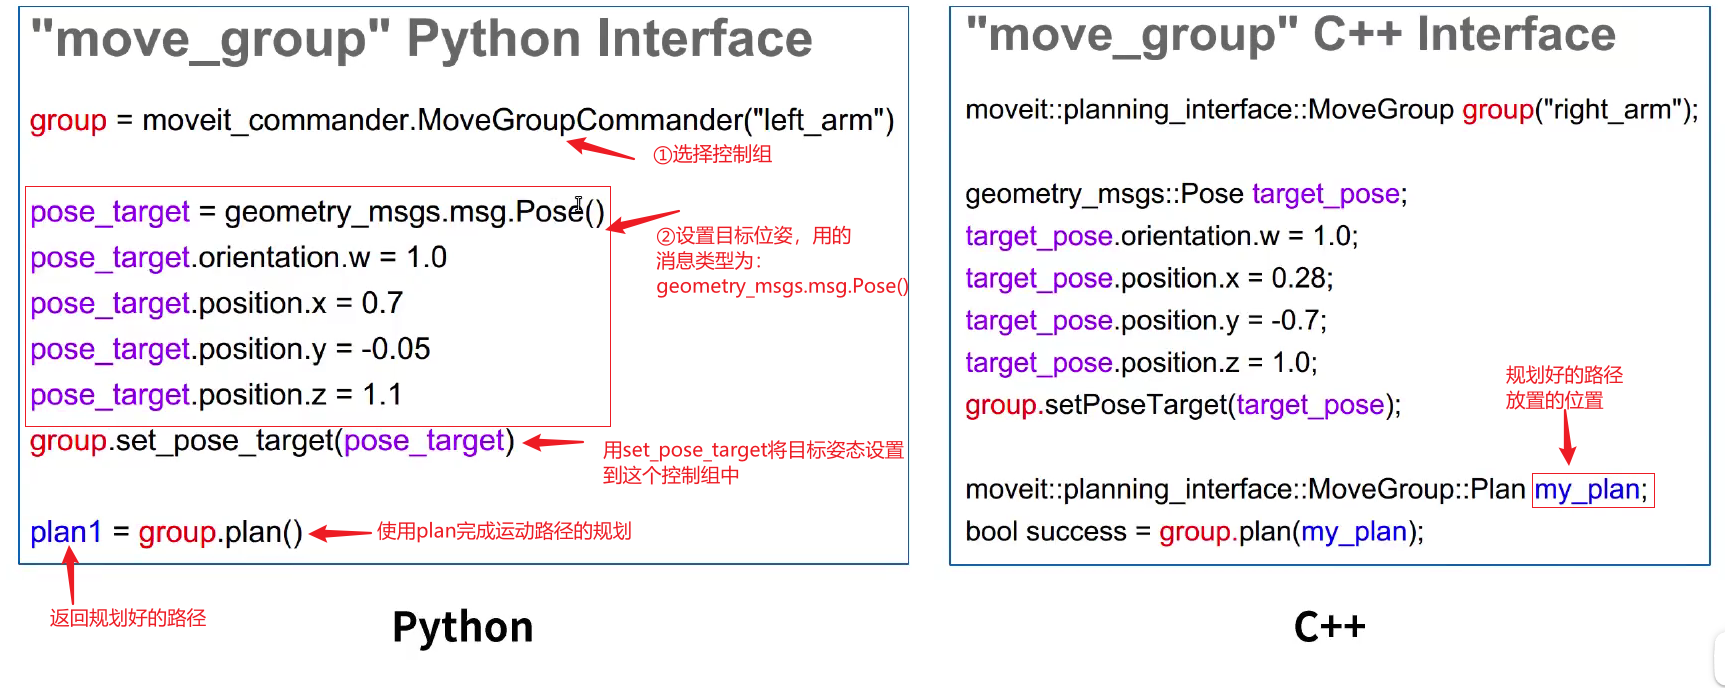 "move_group" Python Interface
group = moveit_commander.MoveGroupCommander("left_arm")
①选择控制组
pose_target = geometry_msgs.msg.Pose()
②设置目标位姿，用的
消息类型为：
geometry_msgs.msg.Pose()
pose_target.orientation.w = 1.0
pose_target.position.x = 0.7
pose_target.position.y = -0.05
pose_target.position.z = 1.1
group.set_pose_target(pose_target)
用set_pose_target将目标姿态设置
到这个控制组中
plan1 = group.plan()
使用plan完成运动路径的规划
返回规划好的路径
Python
"move_group" C++ Interface
moveit::planning_interface::MoveGroup group("right_arm");
geometry_msgs::Pose target_pose;
target_pose.orientation.w = 1.0;
target_pose.position.x = 0.28;
target_pose.position.y = -0.7;
target_pose.position.z = 1.0;
group.setPoseTarget(target_pose);
规划好的路径
放置的位置
moveit::planning_interface::MoveGroup::Plan my_plan;
bool success = group.plan(my_plan);
C++